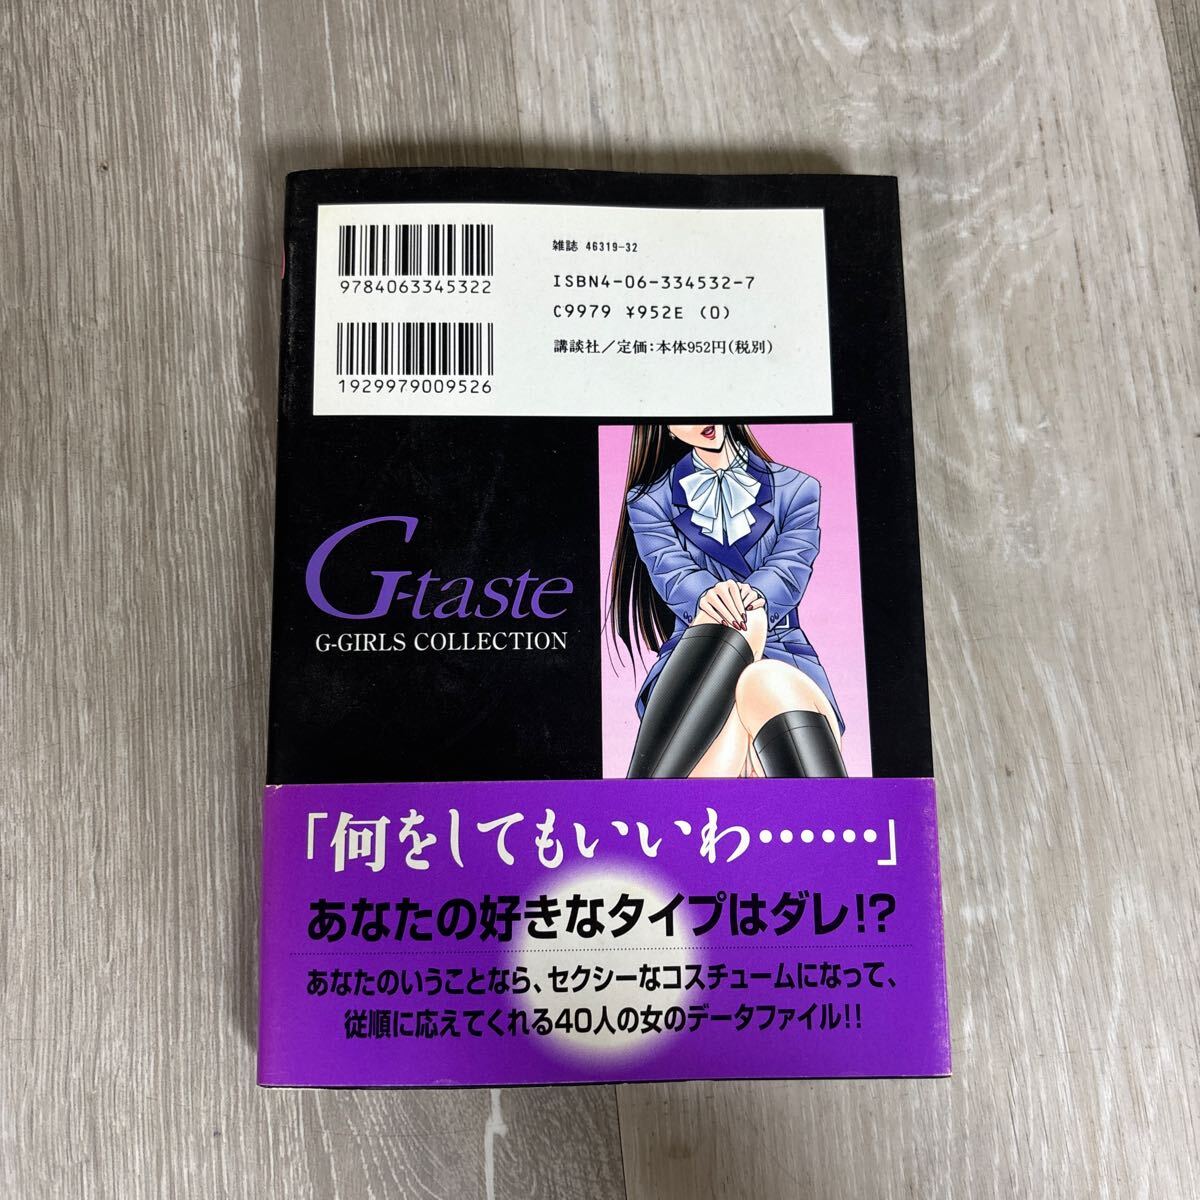 9784063345322
雑誌 46319-32
ISBN4-06-334532-7
C9979 ¥952E (0)
1929979009526
講談社／定価：本体952円(税別)
G-taste
G-GIRLS COLLECTION
「何をしてもいいわ……」
あなたの好きなタイプはダレ!?
あなたのいうことなら、セクシーなコスチュームになって、
従順に応えてくれる40人の女のデータファイル!!